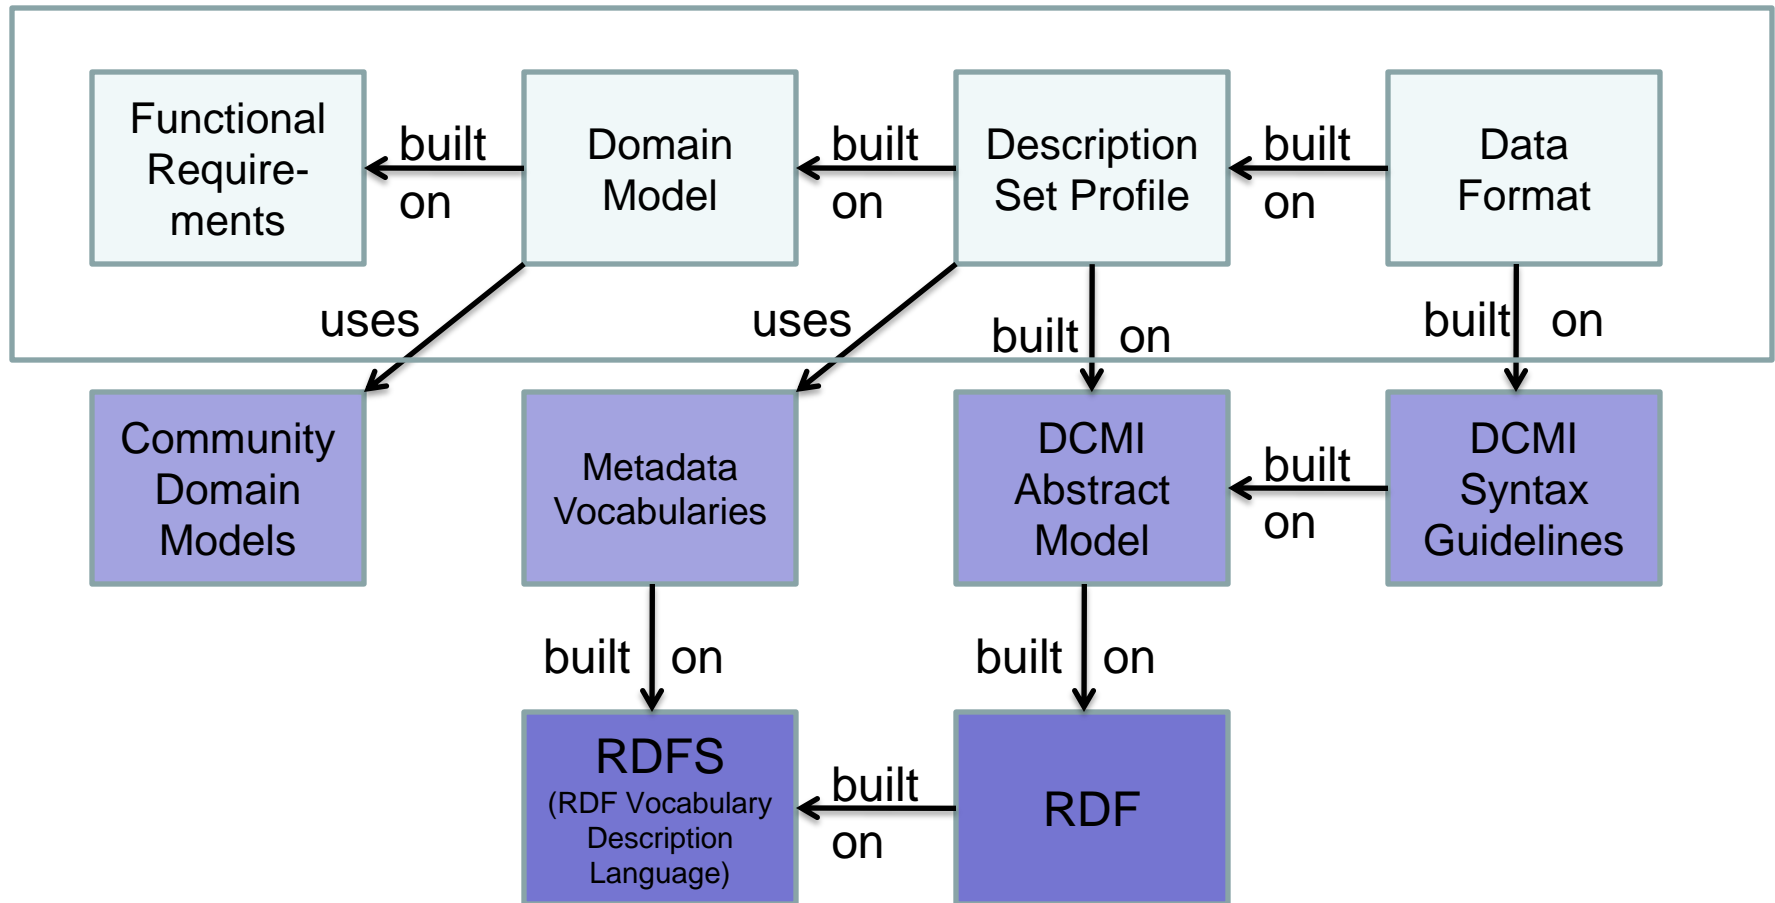 Functional
Require-
ments
built
on
Domain
Model
built
on
Description
Set Profile
built
on
Data
Format
uses
uses
built on
built on
Community
Domain
Models
Metadata
Vocabularies
DCMI
Abstract
Model
built
on
DCMI
Syntax
Guidelines
built on
built on
RDFS
(RDF Vocabulary
Description
Language)
built
on
RDF